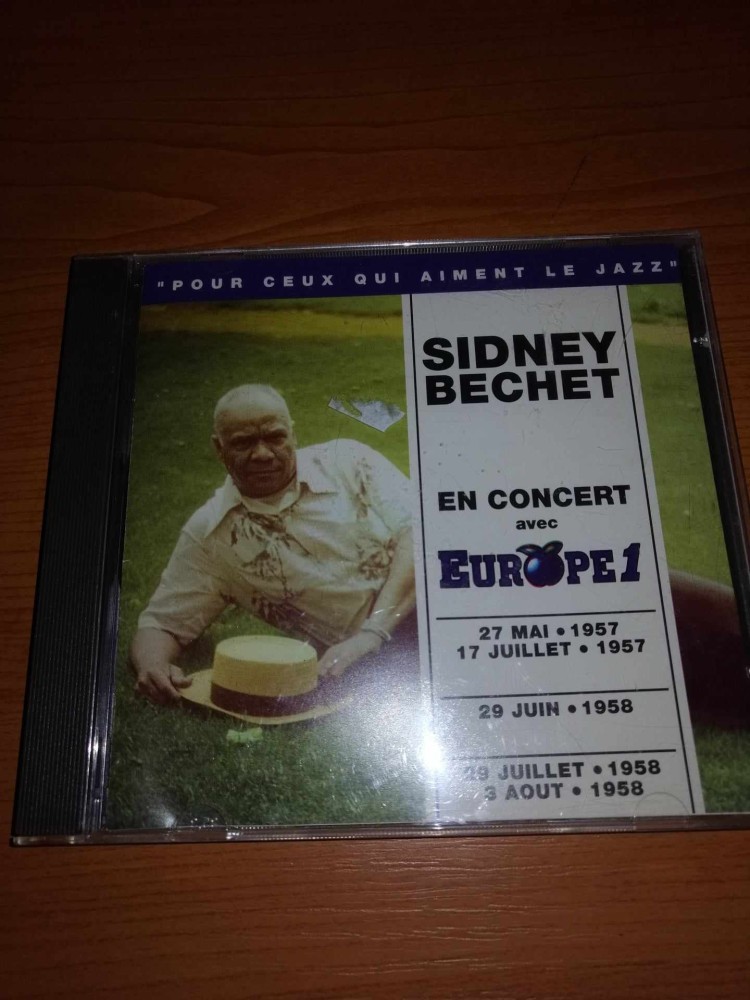 "POUR CEUX QUI AIMENT LE JAZZ"
SIDNEY
BECHET
EN CONCERT
avec
EUROPE 1
27 MAI • 1957
17 JUILLET • 1957
29 JUIN • 1958
29 JUILLET • 1958
3 AOUT • 1958